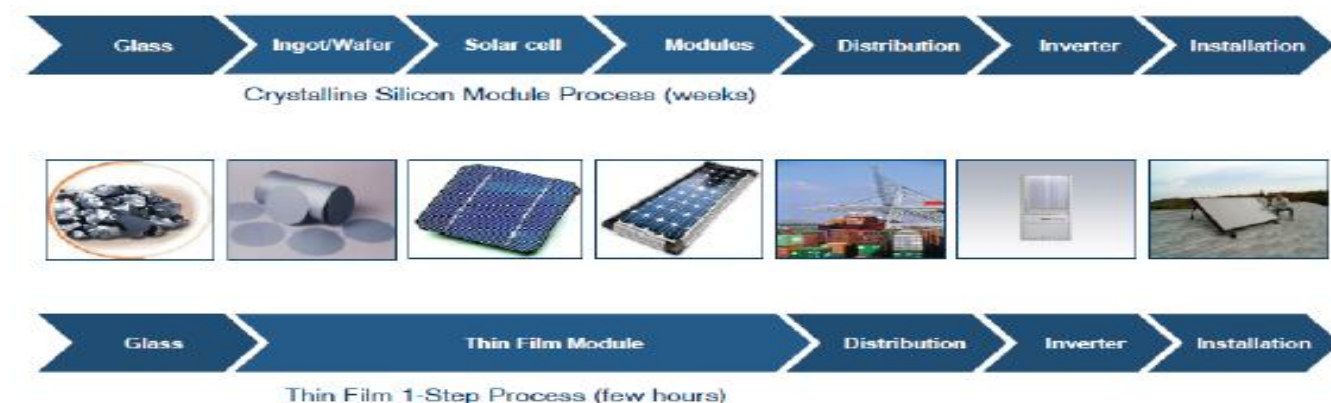 Glass Ingot/Wafer Solar cell Modules Distribution Inverter Installation
Crystalline Silicon Module Process (weeks)
Glass Thin Film Module Distribution Inverter Installation
Thin Film 1-Step Process (few hours)